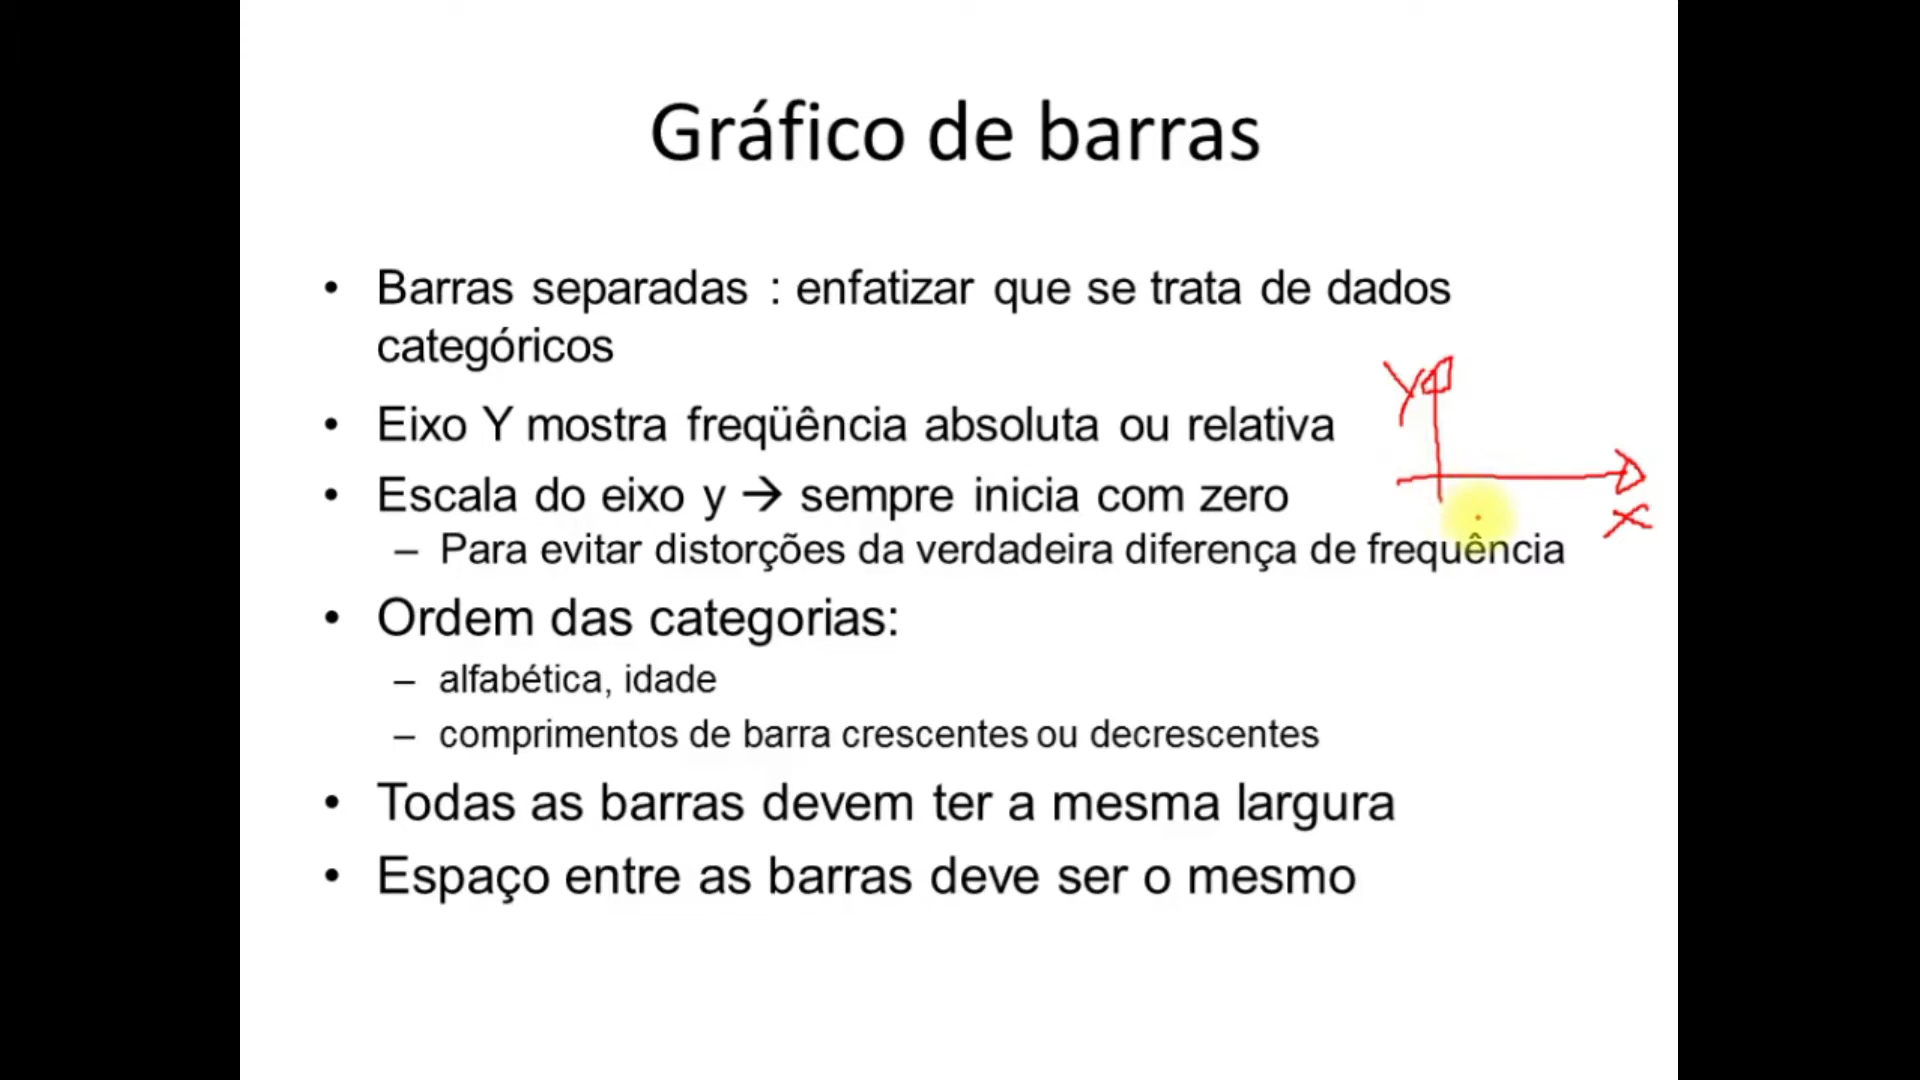 Gráfico de barras
• Barras separadas : enfatizar que se trata de dados
categóricos
• Eixo Y mostra freqüência absoluta ou relativa
• Escala do eixo y → sempre inicia com zero
– Para evitar distorções da verdadeira diferença de frequência
• Ordem das categorias:
– alfabética, idade
– comprimentos de barra crescentes ou decrescentes
• Todas as barras devem ter a mesma largura
• Espaço entre as barras deve ser o mesmo
Y
X